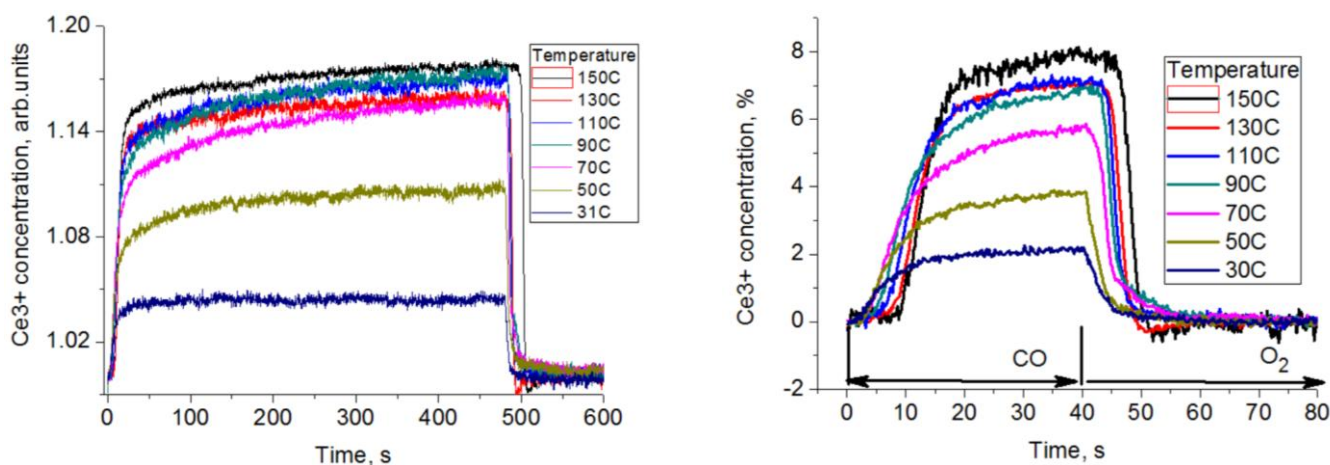 Ce3+ concentration, arb.units
1.20
1.14
1.08
1.02
0
100
200
300
400
500
600
Time, s
Temperature
150C
130C
110C
90C
70C
50C
31C
Ce3+ concentration, %
8
6
4
2
0
-2
0
10
20
30
40
50
60
70
80
Time, s
Temperature
150C
130C
110C
90C
70C
50C
30C
CO
O2